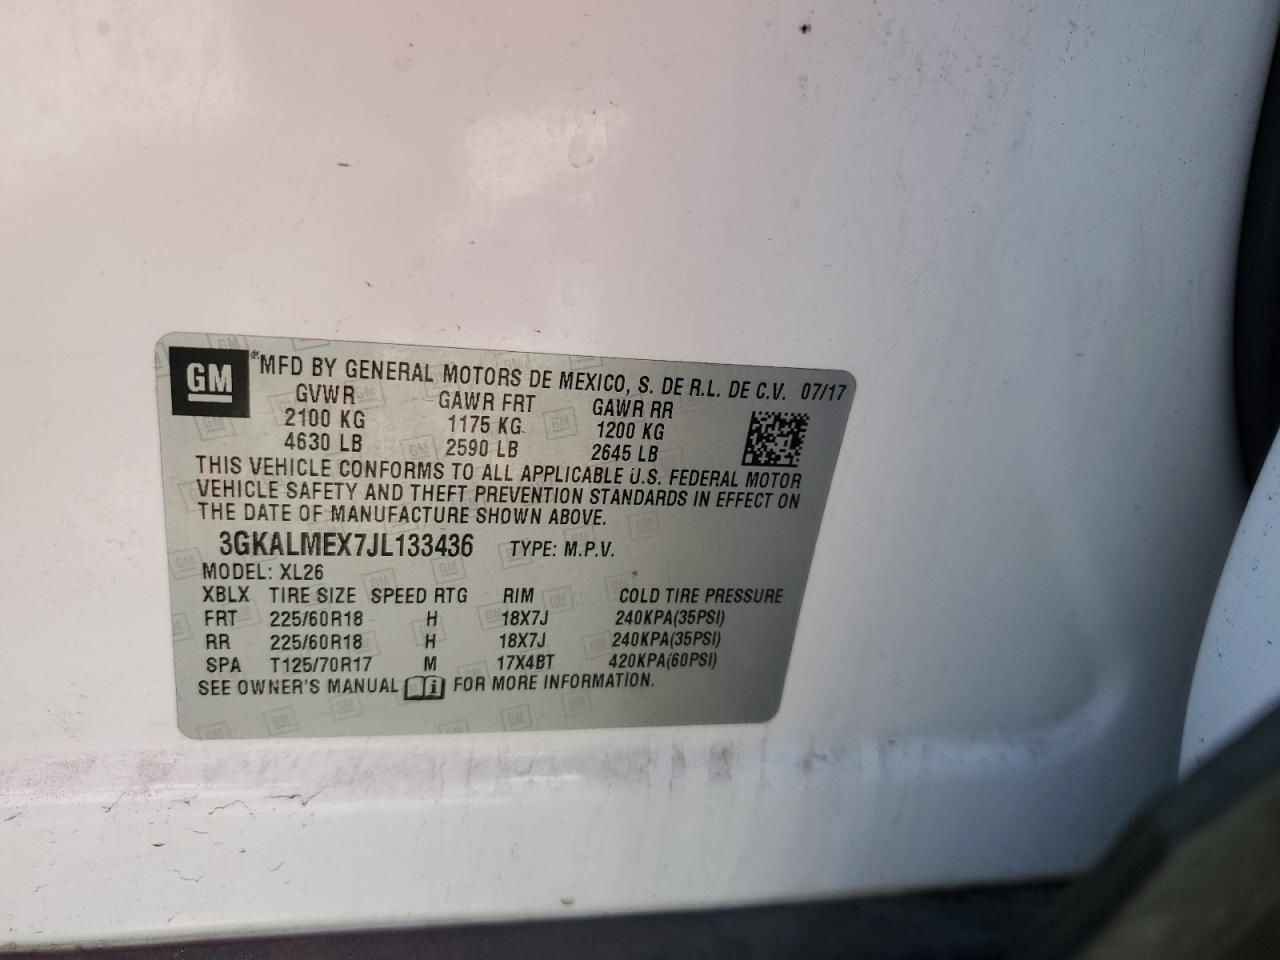 GM ®MFD BY GENERAL MOTORS DE MEXICO, S. DE R.L. DE C.V. 07/17
GVWR GAWR FRT GAWR RR
2100 KG 1175 KG 1200 KG
4630 LB 2590 LB 2645 LB
THIS VEHICLE CONFORMS TO ALL APPLICABLE U.S. FEDERAL MOTOR
VEHICLE SAFETY AND THEFT PREVENTION STANDARDS IN EFFECT ON
THE DATE OF MANUFACTURE SHOWN ABOVE.
3GKALMEX7JL133436 TYPE: M.P.V.
MODEL: XL26
XBLX TIRE SIZE SPEED RTG RIM COLD TIRE PRESSURE
FRT 225/60R18 H 18X7J 240KPA(35PSI)
RR 225/60R18 H 18X7J 240KPA(35PSI)
SPA T125/70R17 M 17X4BT 420KPA(60PSI)
SEE OWNER'S MANUAL i FOR MORE INFORMATION.